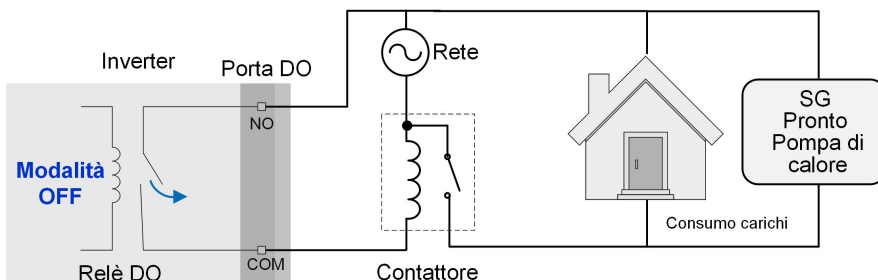 Inverter
Porta DO
Rete
NO
SG
Pronto
Pompa di
calore
Modalità
OFF
Consumo carichi
COM
Relè DO
Contattore